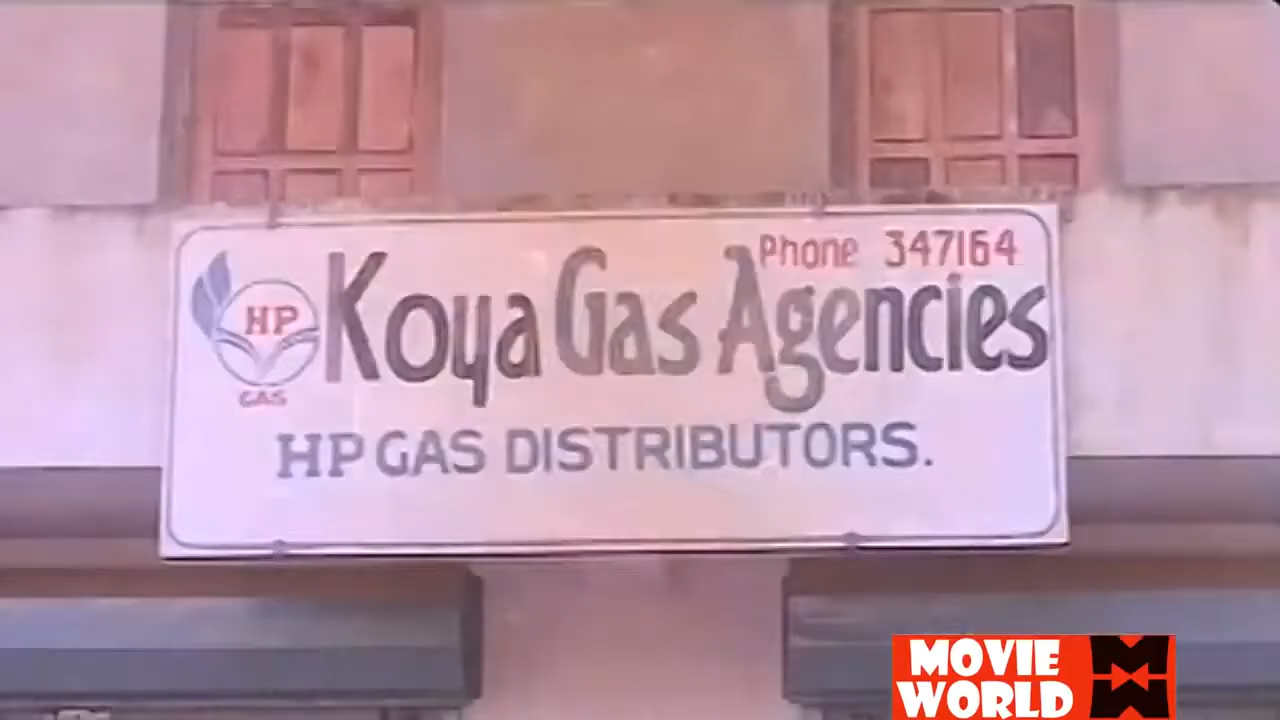 Phone 347164
HP
GAS
Koya Gas Agencies
HP GAS DISTRIBUTORS.
MOVIE
WORLD